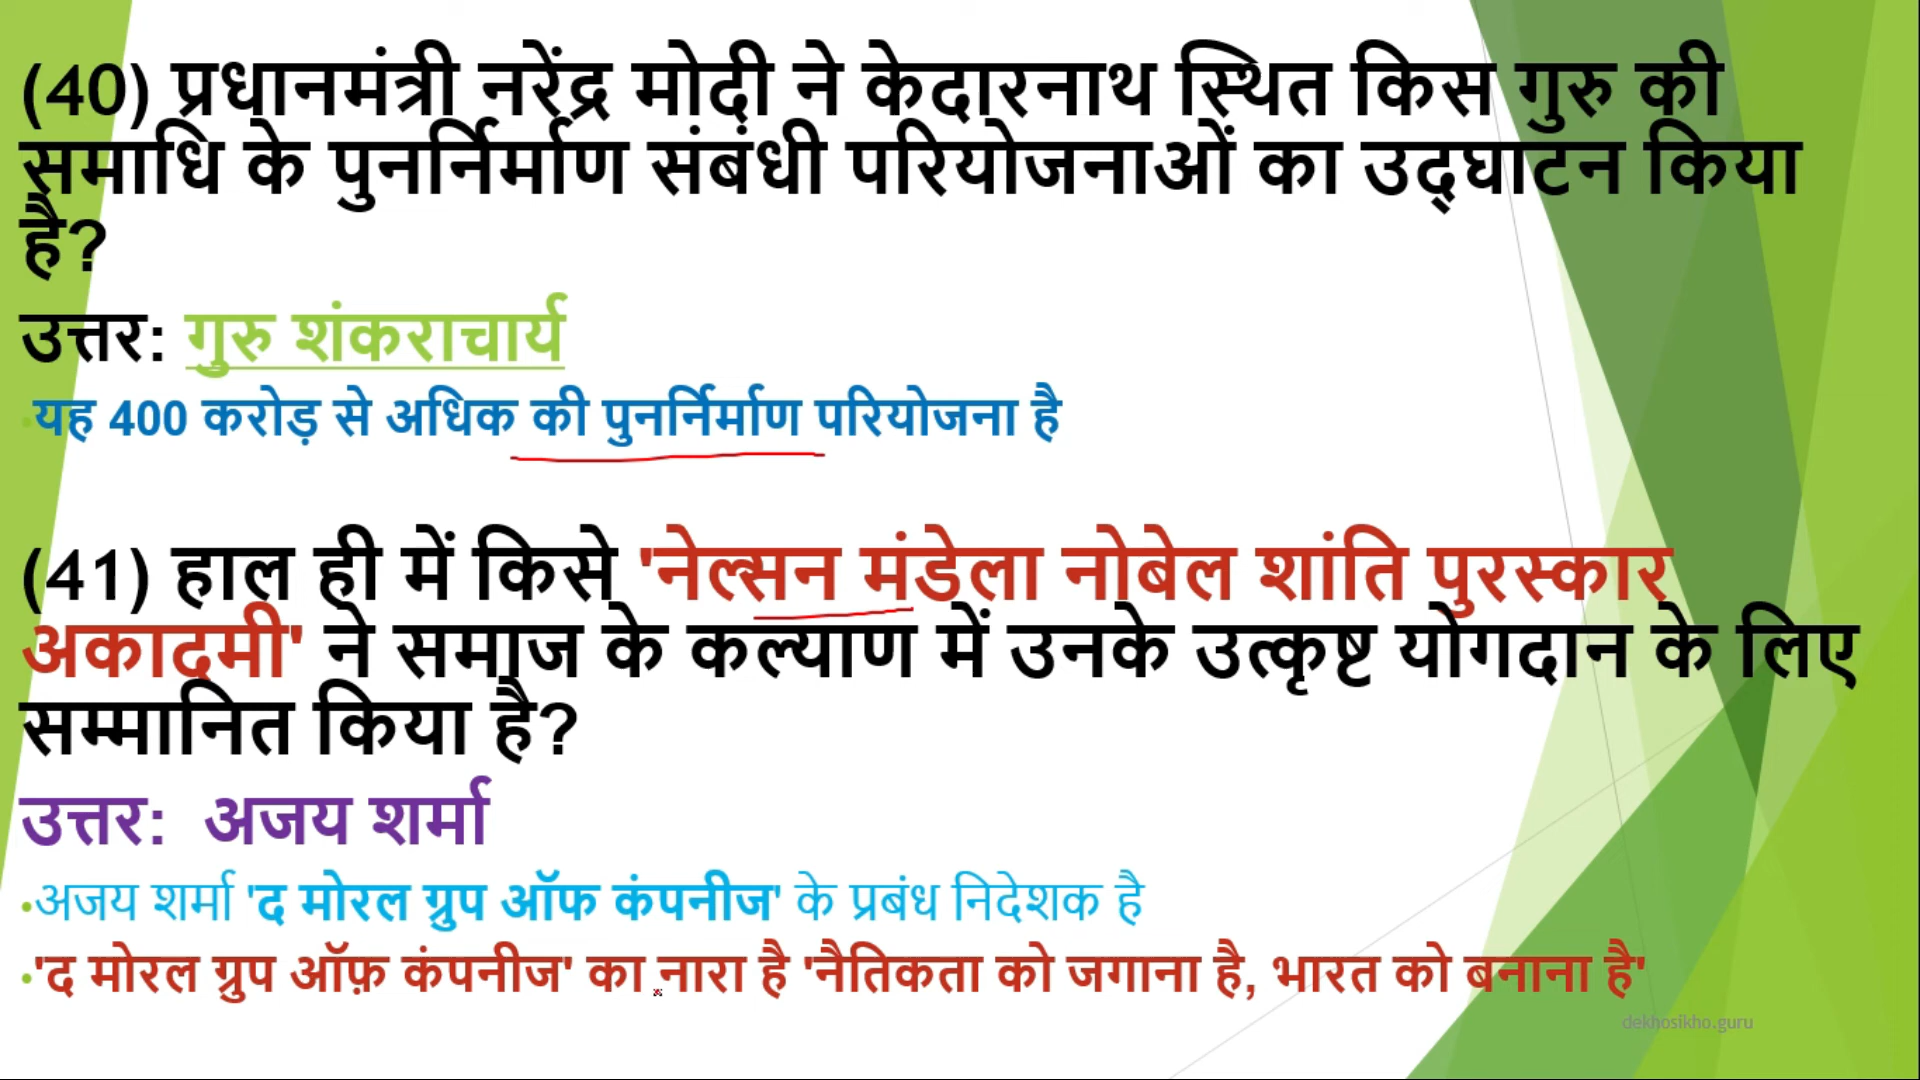 (40) प्रधानमंत्री नरेंद्र मोदी ने केदारनाथ स्थित किस गुरु की
समाधि के पुनर्निर्माण संबंधी परियोजनाओं का उद्घाटन किया
है?
उत्तर: गुरु शंकराचार्य
•यह 400 करोड़ से अधिक की पुनर्निर्माण परियोजना है
(41) हाल ही में किसे 'नेल्सन मंडेला नोबेल शांति पुरस्कार
अकादमी' ने समाज के कल्याण में उनके उत्कृष्ट योगदान के लिए
सम्मानित किया है?
उत्तर: अजय शर्मा
•अजय शर्मा 'द मोरल ग्रुप ऑफ कंपनीज' के प्रबंध निदेशक है
•'द मोरल ग्रुप ऑफ़ कंपनीज' का नारा है 'नैतिकता को जगाना है, भारत को बनाना है'
dekhosikho.guru